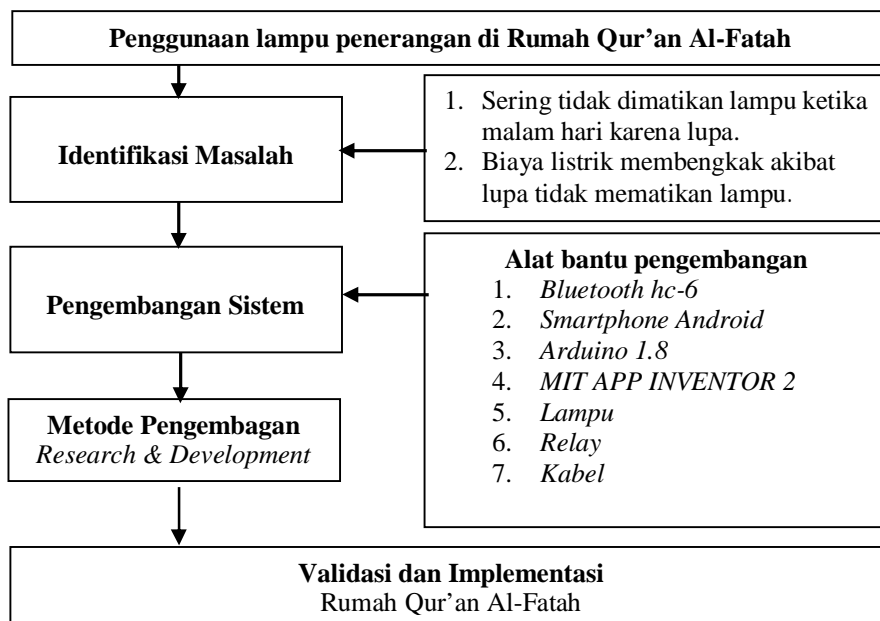 Penggunaan lampu penerangan di Rumah Qur'an Al-Fatah
Identifikasi Masalah
1. Sering tidak dimatikan lampu ketika
malam hari karena lupa.
2. Biaya listrik membengkak akibat
lupa tidak mematikan lampu.
Pengembangan Sistem
Alat bantu pengembangan
1. Bluetooth hc-6
2. Smartphone Android
3. Arduino 1.8
4. MIT APP INVENTOR 2
5. Lampu
6. Relay
7. Kabel
Metode Pengembagan
Research & Development
Validasi dan Implementasi
Rumah Qur'an Al-Fatah